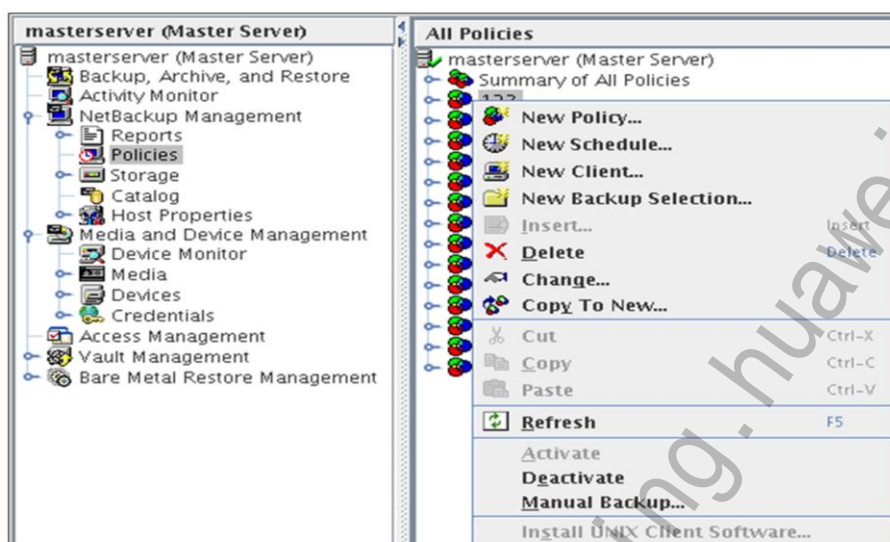 masterserver (Master Server)
masterserver (Master Server)
Backup, Archive, and Restore
Activity Monitor
NetBackup Management
Reports
Policies
Storage
Catalog
Host Properties
Media and Device Management
Device Monitor
Media
Devices
Credentials
Access Management
Vault Management
Bare Metal Restore Management
All Policies
masterserver (Master Server)
Summary of All Policies
New Policy...
New Schedule...
New Client...
New Backup Selection...
Insert... Insert
Delete Delete
Change...
Copy To New...
Cut Ctrl-X
Copy Ctrl-C
Paste Ctrl-V
Refresh F5
Activate
Deactivate
Manual Backup...
Install UNIX Client Software...
ing.huawei.